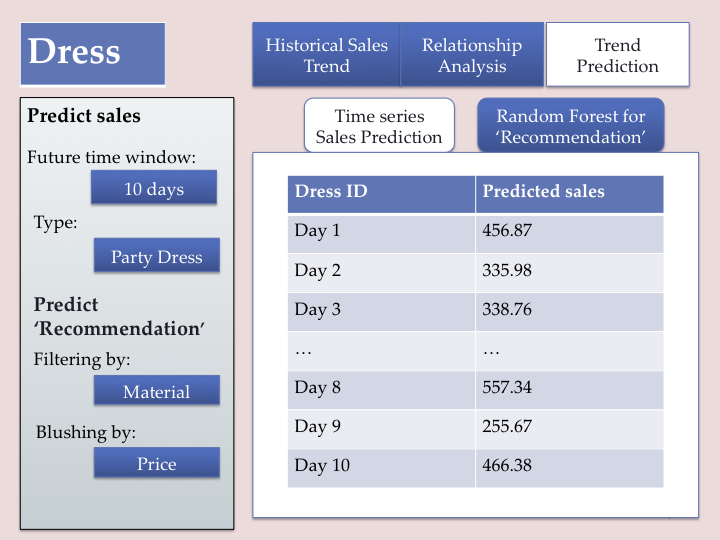 Dress
Historical Sales
Trend
Relationship
Analysis
Trend
Prediction
Predict sales
Future time window:
10 days
Type:
Party Dress
Predict
‘Recommendation’
Filtering by:
Material
Blushing by:
Price
Time series
Sales Prediction
Random Forest for
‘Recommendation’
Dress ID Predicted sales
Day 1 456.87
Day 2 335.98
Day 3 338.76
… …
Day 8 557.34
Day 9 255.67
Day 10 466.38